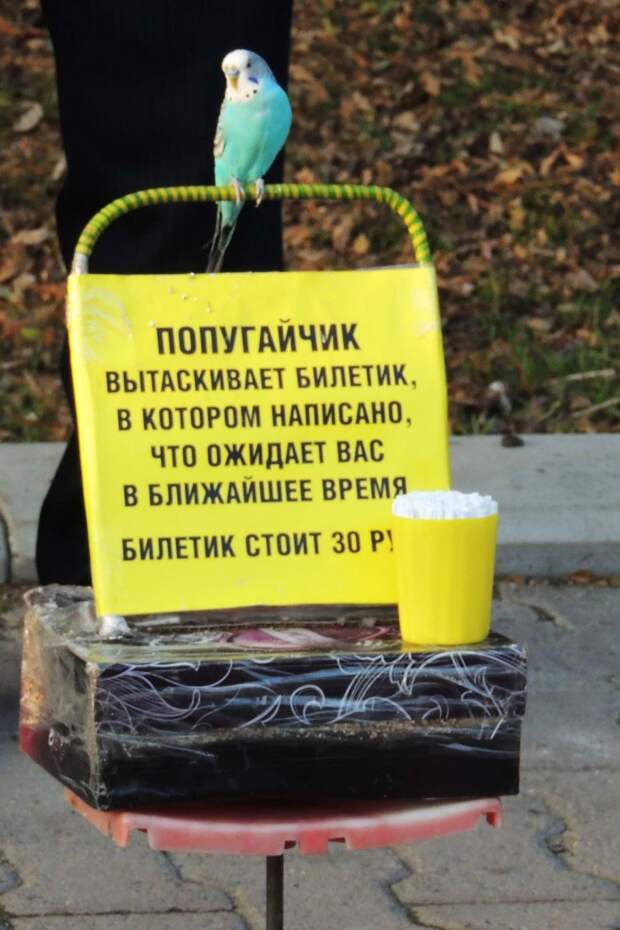 ПОПУГАЙЧИК
ВЫТАСКИВАЕТ БИЛЕТИК,
В КОТОРОМ НАПИСАНО,
ЧТО ОЖИДАЕТ ВАС
В БЛИЖАЙШЕЕ ВРЕМЯ
БИЛЕТИК СТОИТ 30